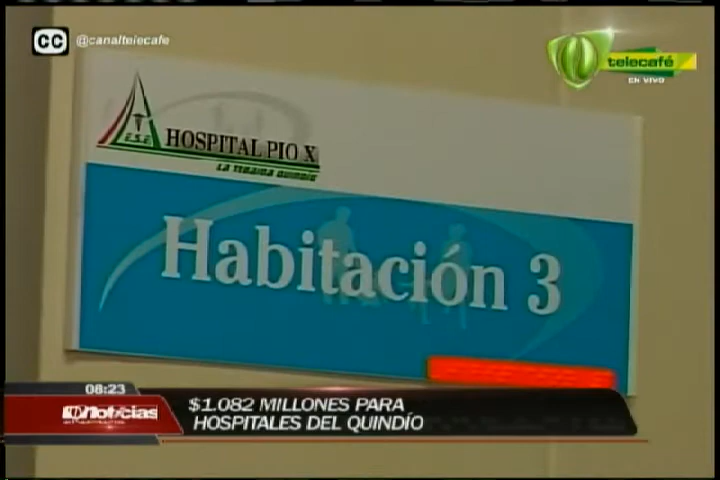 CC @canaltelecafe
telecafé
EN VIVO
E.S.E
HOSPITAL PIO X
LA TEBAIDA QUINDÍO
Habitación 3
08:23
Noticias
$1.082 MILLONES PARA
HOSPITALES DEL QUINDÍO